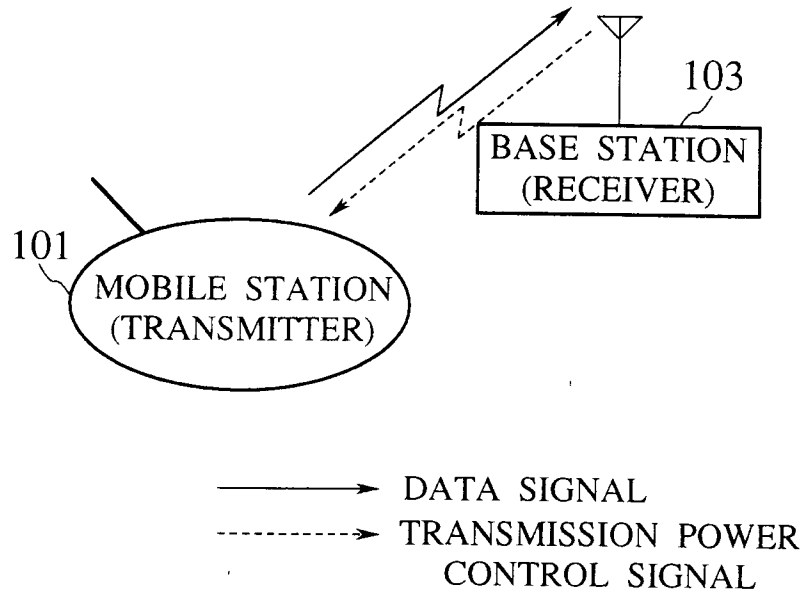 103
BASE STATION
(RECEIVER)
101
MOBILE STATION
(TRANSMITTER)
DATA SIGNAL
TRANSMISSION POWER
CONTROL SIGNAL